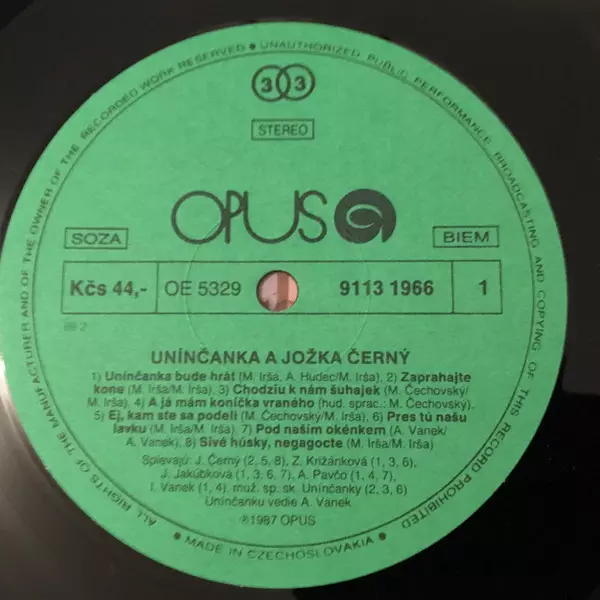 ALL RIGHTS OF THE MANUFACTURER AND OF THE OWNER OF THE RECORDED WORK RESERVED • UNAUTHORIZED PUBLIC PERFORMANCE BROADCASTING AND COPYING OF THIS RECORD PROHIBITED
33
STEREO
OPUS
SOZA
BIEM
Kčs 44,- OE 5329 9113 1966 1
UNÍNČANKA A JOŽKA ČERNÝ
1) Unínčanka bude hrát (M. Irša, A. Hudec/M. Irša), 2) Zaprahajte
kone (M. Irša/M. Irša), 3) Chodziu k nám šuhajek (M. Čechovský/
M. Irša), 4) A já mám koníčka vraného (hud. sprac.: M. Čechovský),
5) Ej, kam sťe sa podeli (M. Čechovský/M. Irša), 6) Pres tú našu
lavku (M. Irša/M. Irša), 7) Pod naším okénkem (A. Vanek/
A. Vanek), 8) Sivé húsky, negagocte (M. Irša/M. Irša)
Spievajú: J. Černý (2, 5, 8), Z. Križánková (1, 3, 6),
J. Jakúbková (1, 3, 6, 7), A. Pavčo (1, 4, 7),
I. Vanek (1, 4), muž. sp. sk. Unínčanky (2, 3, 6)
Unínčanku vedie A. Vanek
℗1987 OPUS
• MADE IN CZECHOSLOVAKIA •